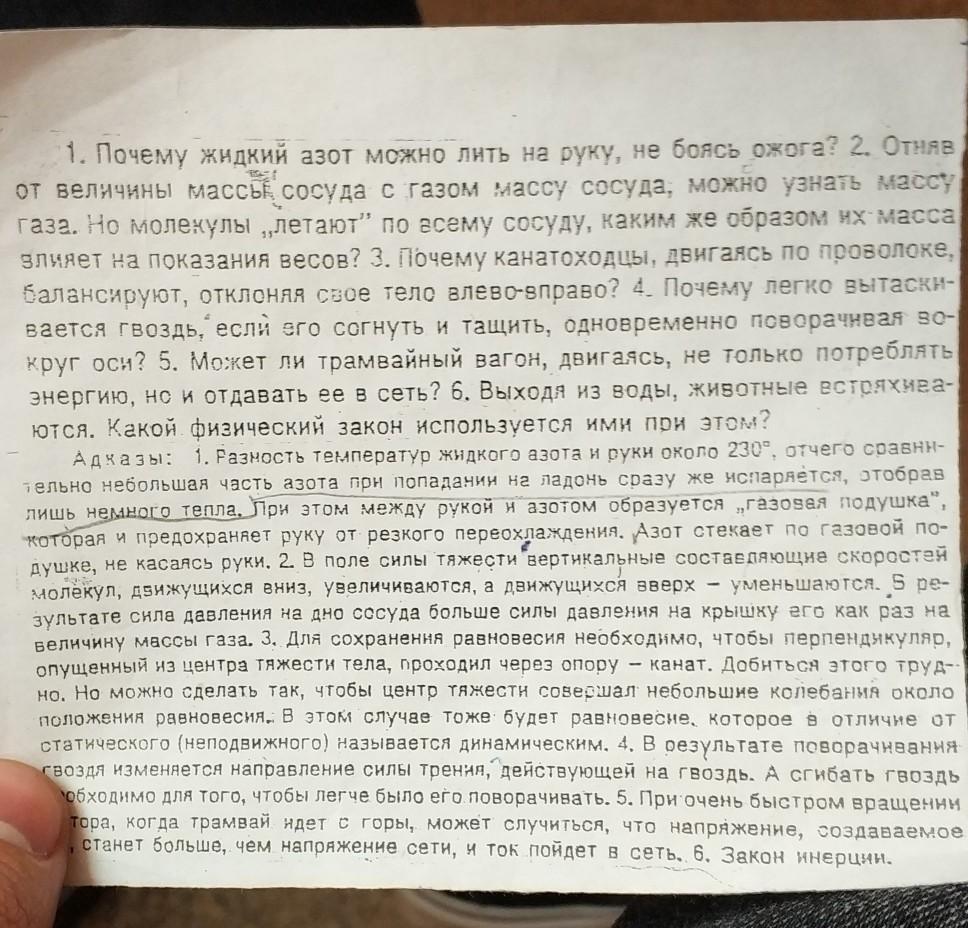 1. Почему жидкий азот можно лить на руку, не боясь ожога? 2. Отняв
от величины массы сосуда с газом массу сосуда, можно узнать массу
газа. Но молекулы „летают” по всему сосуду, каким же образом их масса
влияет на показания весов? 3. Почему канатоходцы, двигаясь по проволоке,
балансируют, отклоняя свое тело влево-вправо? 4. Почему легко вытаски-
вается гвоздь, если его согнуть и тащить, одновременно поворачивая во-
круг оси? 5. Может ли трамвайный вагон, двигаясь, не только потреблять
энергию, но и отдавать ее в сеть? 6. Выходя из воды, животные встряхива-
ются. Какой физический закон используется ими при этом?
Адказы: 1. Разность температур жидкого азота и руки около 230°, отчего сравни-
тельно небольшая часть азота при попадании на ладонь сразу же испаряется, отобрав
лишь немного тепла. При этом между рукой и азотом образуется „газовая подушка”,
которая и предохраняет руку от резкого переохлаждения. Азот стекает по газовой по-
душке, не касаясь руки. 2. В поле силы тяжести вертикальные составляющие скоростей
молекул, движущихся вниз, увеличиваются, а движущихся вверх — уменьшаются. В ре-
зультате сила давления на дно сосуда больше силы давления на крышку его как раз на
величину массы газа. 3. Для сохранения равновесия необходимо, чтобы перпендикуляр,
опущенный из центра тяжести тела, проходил через опору — канат. Добиться этого труд-
но. Но можно сделать так, чтобы центр тяжести совершал небольшие колебания около
положения равновесия. В этом случае тоже будет равновесие, которое в отличие от
статического (неподвижного) называется динамическим. 4. В результате поворачивания
гвоздя изменяется направление силы трения, действующей на гвоздь. А сгибать гвоздь
обходимо для того, чтобы легче было его поворачивать. 5. При очень быстром вращении
тора, когда трамвай идет с горы, может случиться, что напряжение, создаваемое
, станет больше, чем напряжение сети, и ток пойдет в сеть. 6. Закон инерции.